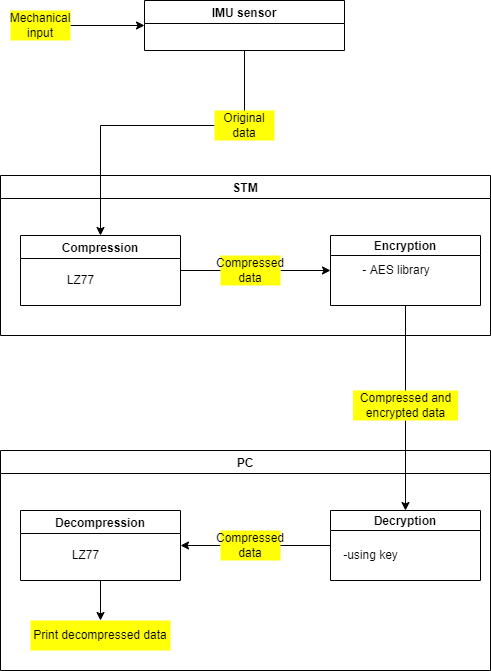 Mechanical
input
IMU sensor
Original
data
STM
Compression
LZ77
Compressed
data
Encryption
- AES library
Compressed and
encrypted data
PC
Decryption
-using key
Compressed
data
Decompression
LZ77
Print decompressed data